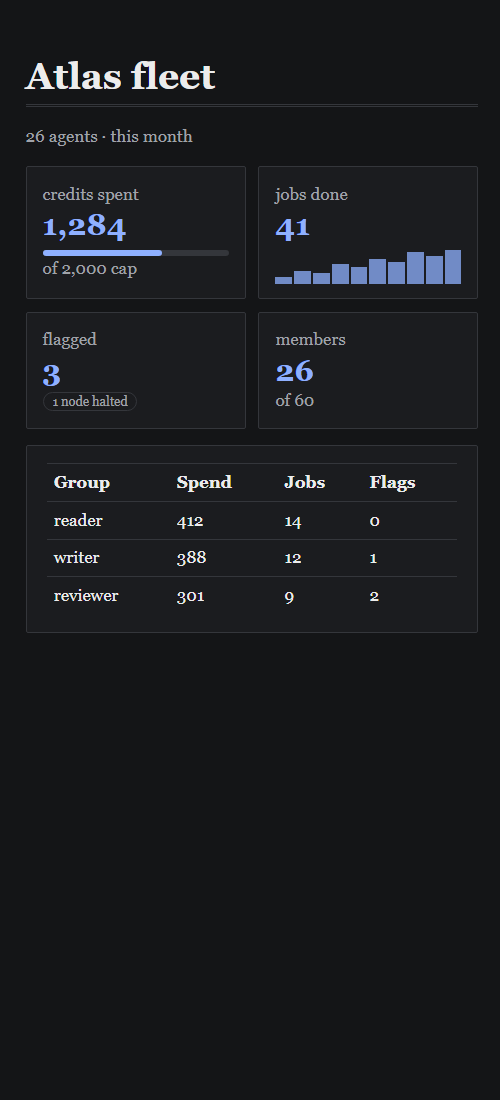 Atlas fleet
26 agents · this month
credits spent
1,284
of 2,000 cap
jobs done
41
flagged
3
1 node halted
members
26
of 60
Group Spend Jobs Flags
reader 412 14 0
writer 388 12 1
reviewer 301 9 2